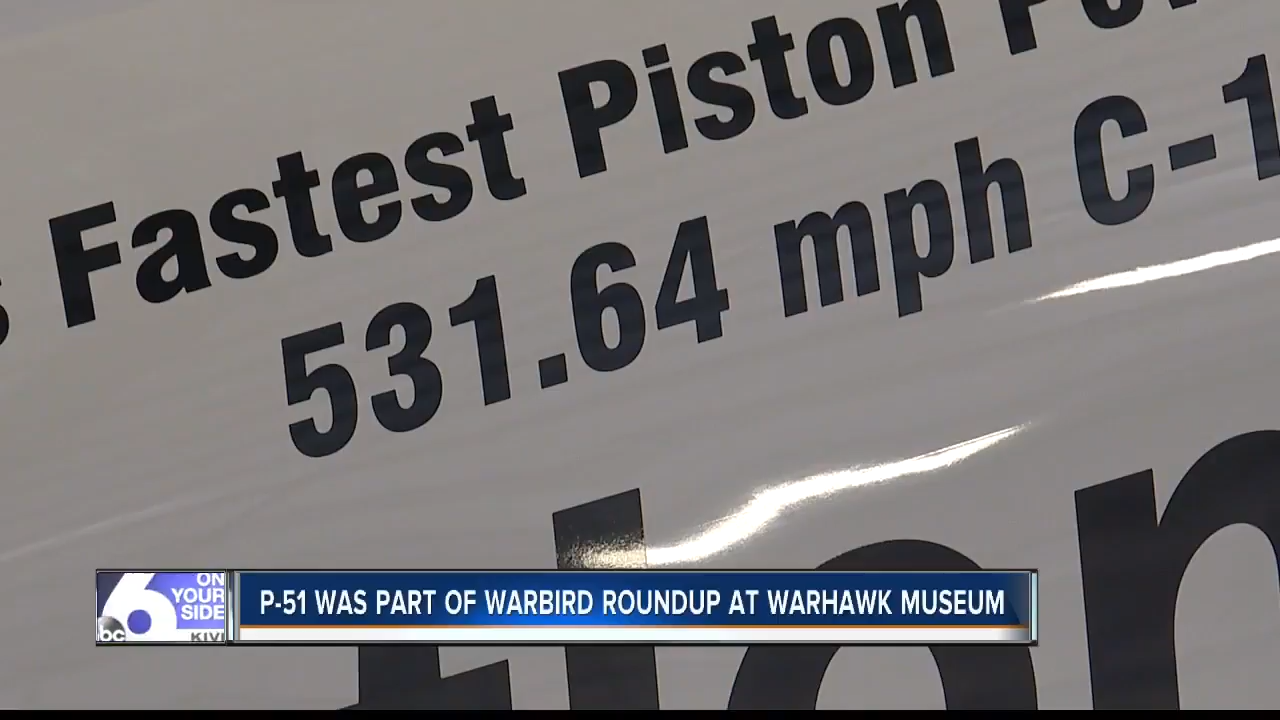 Fastest Piston
531.64 mph C-1
ON
YOUR
SIDE
6
KIVI
P-51 WAS PART OF WARBIRD ROUNDUP AT WARHAWK MUSEUM